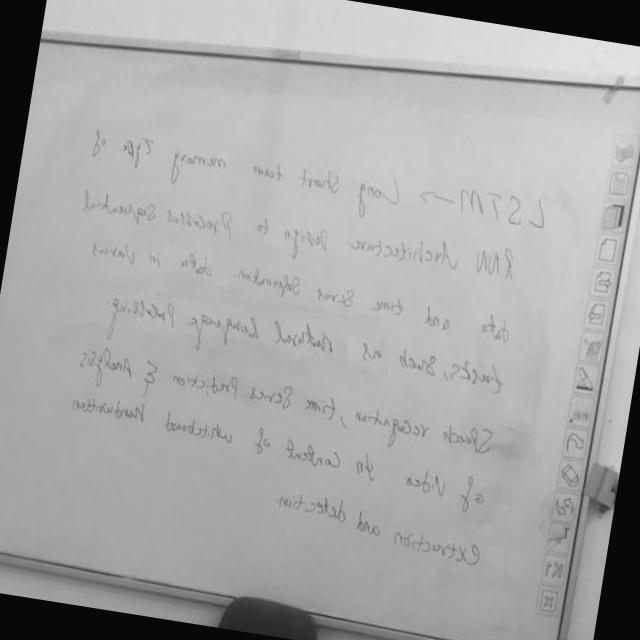 LSTM → Long Short term memory Type of
RNN Architecture Design to Processes Sequential
data and time Series data in various
tasks, such as Natural Language Processing,
Speech recognition, time Series Prediction & Analysis
of video In Context of whiteboard handwritten
extraction and detection